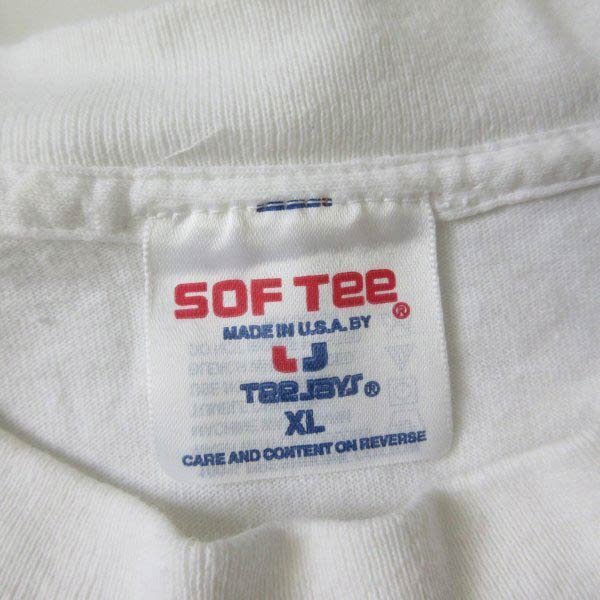 SOF TEE®
MADE IN U.S.A. BY
TEE JAYS®
XL
CARE AND CONTENT ON REVERSE